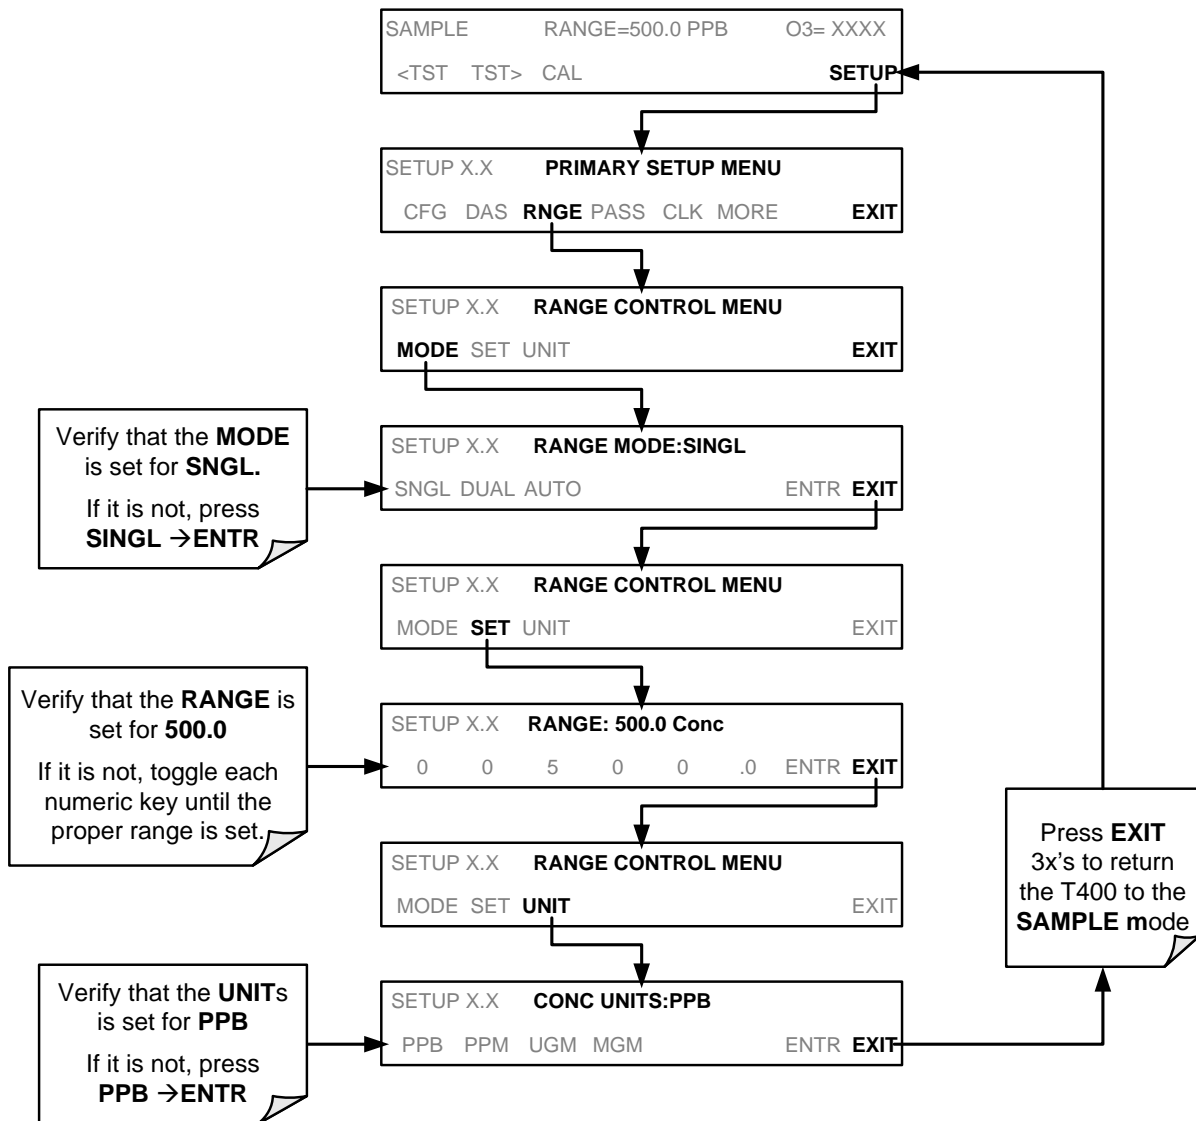 SAMPLE RANGE=500.0 PPB O3= XXXX
<TST TST> CAL SETUP
SETUP X.X PRIMARY SETUP MENU
CFG DAS RNGE PASS CLK MORE EXIT
SETUP X.X RANGE CONTROL MENU
MODE SET UNIT EXIT
Verify that the MODE
is set for SNGL.
If it is not, press
SINGL →ENTR
SETUP X.X RANGE MODE:SINGL
SNGL DUAL AUTO ENTR EXIT
SETUP X.X RANGE CONTROL MENU
MODE SET UNIT EXIT
Verify that the RANGE is
set for 500.0
If it is not, toggle each
numeric key until the
proper range is set.
SETUP X.X RANGE: 500.0 Conc
0 0 5 0 0 .0 ENTR EXIT
SETUP X.X RANGE CONTROL MENU
MODE SET UNIT EXIT
Verify that the UNITs
is set for PPB
If it is not, press
PPB →ENTR
SETUP X.X CONC UNITS:PPB
PPB PPM UGM MGM ENTR EXIT
Press EXIT
3x's to return
the T400 to the
SAMPLE mode